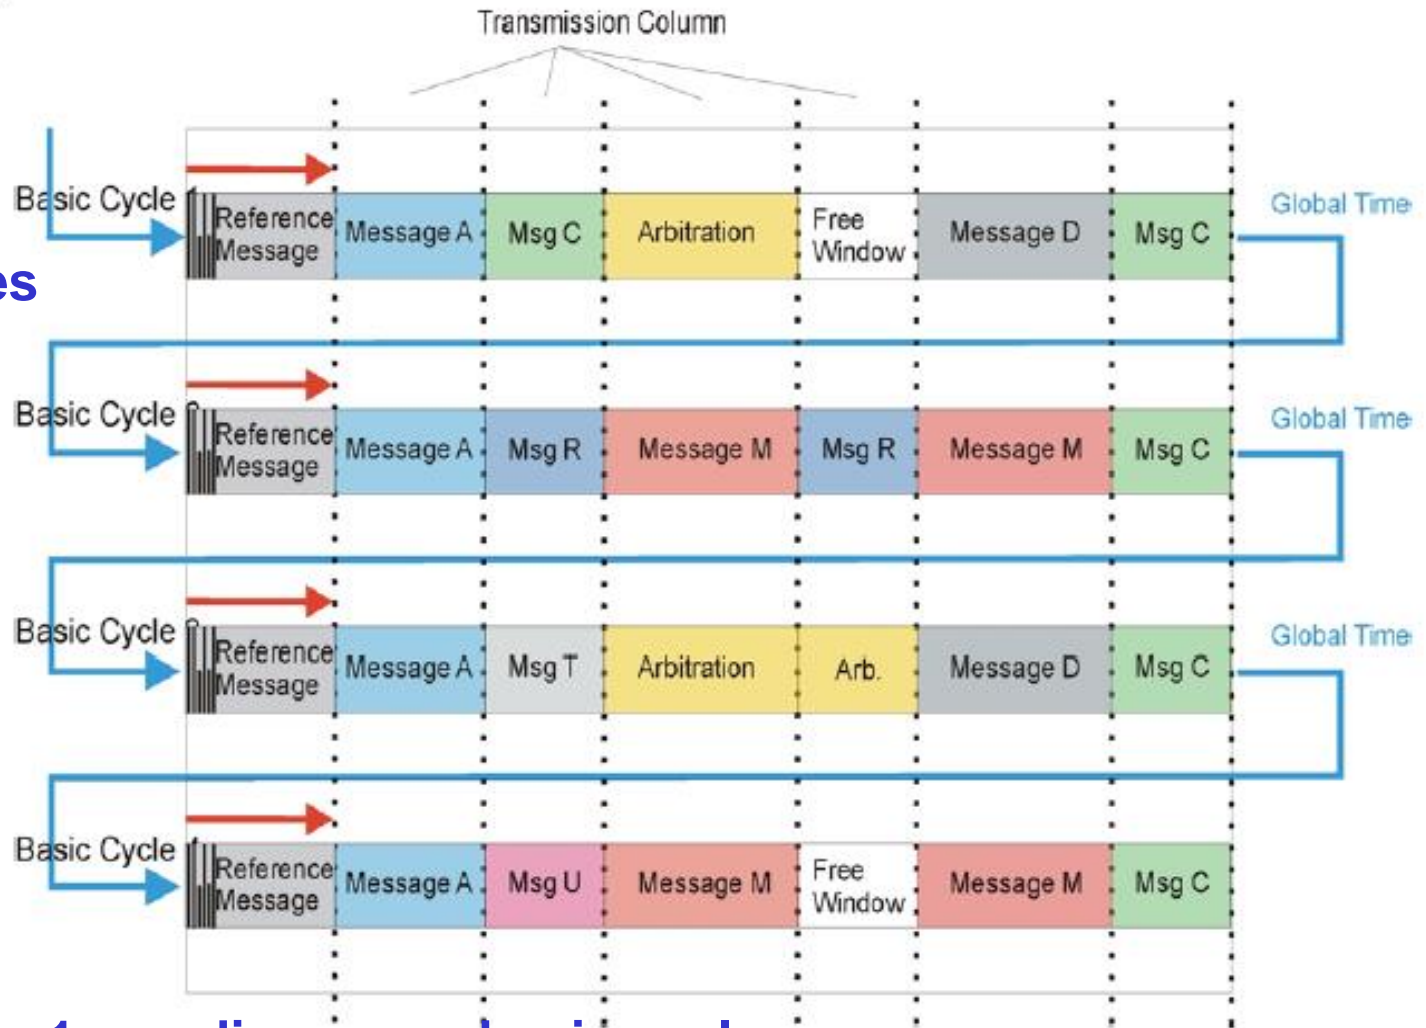 Transmission Column
Basic Cycle
Reference
Message
Message A
Msg C
Arbitration
Free
Window
Message D
Msg C
Global Time
es
Basic Cycle
Reference
Message
Message A
Msg R
Message M
Msg R
Message M
Msg C
Global Time
Basic Cycle
Reference
Message
Message A
Msg T
Arbitration
Arb.
Message D
Msg C
Global Time
Basic Cycle
Reference
Message
Message A
Msg U
Message M
Free
Window
Message M
Msg C